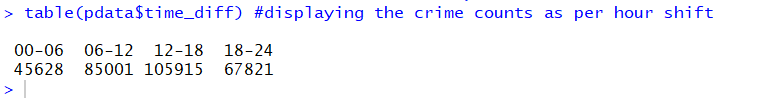 > table(pdata$time_diff) #displaying the crime counts as per hour shift
00-06 06-12 12-18 18-24
45628 85001 105915 67821
>